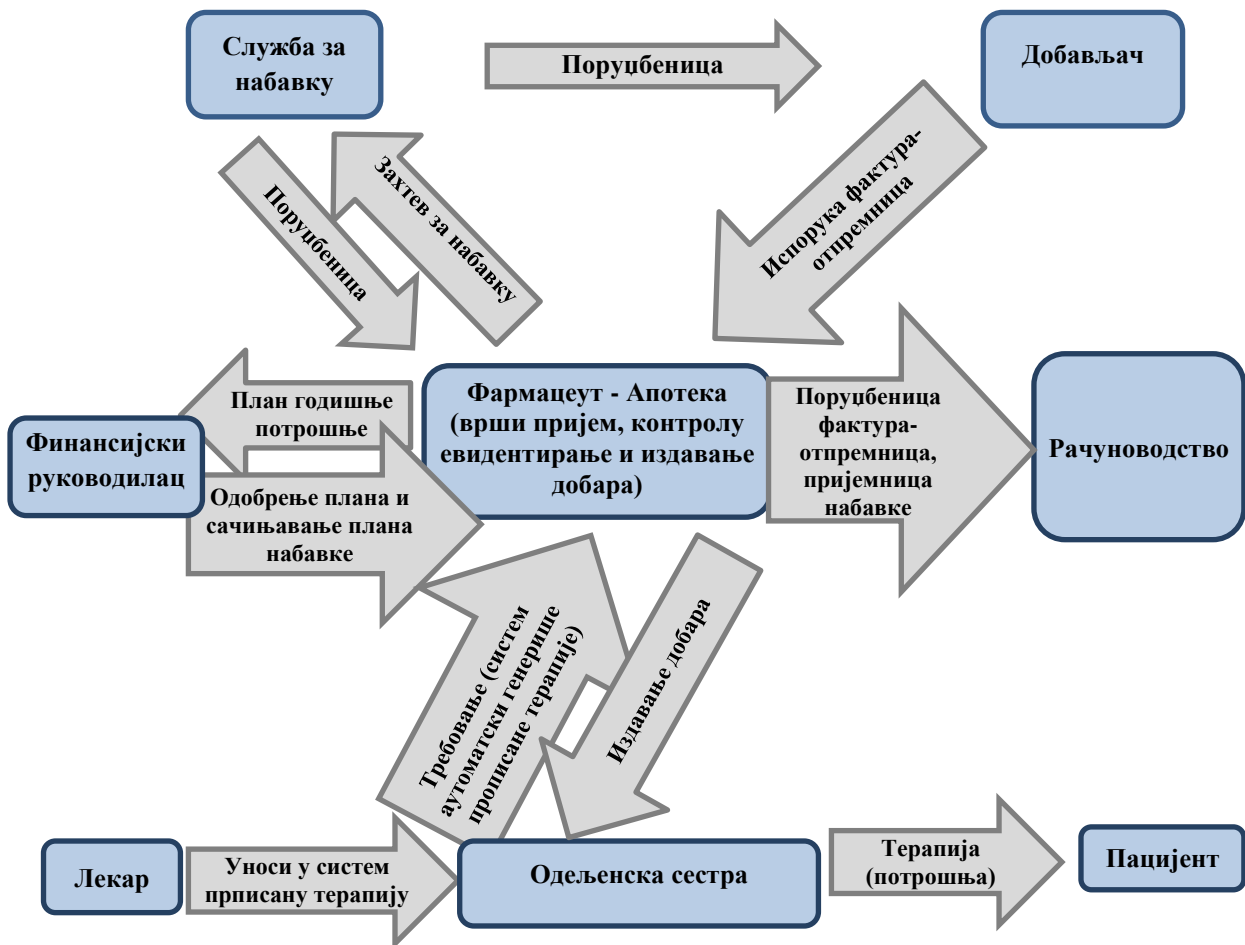 Служба за
набавку
Поруџбеница
Добављач
Поруџбеница
Захтев за набавку
Испорука фактура-
отпремница
План годишње
потрошње
Фармацеут - Апотека
(врши пријем, контролу
евидентирање и издавање
добара)
Поруџбеница
фактура-
отпремница,
пријемница
набавке
Рачуноводство
Финансијски
руководилац
Одобрење плана и
сачињавање плана
набавке
Требовање (систем
аутоматски генерише
прописане терапије)
Издавање добара
Лекар
Уноси у систем
прписану терапију
Одељенска сестра
Терапија
(потрошња)
Пацијент